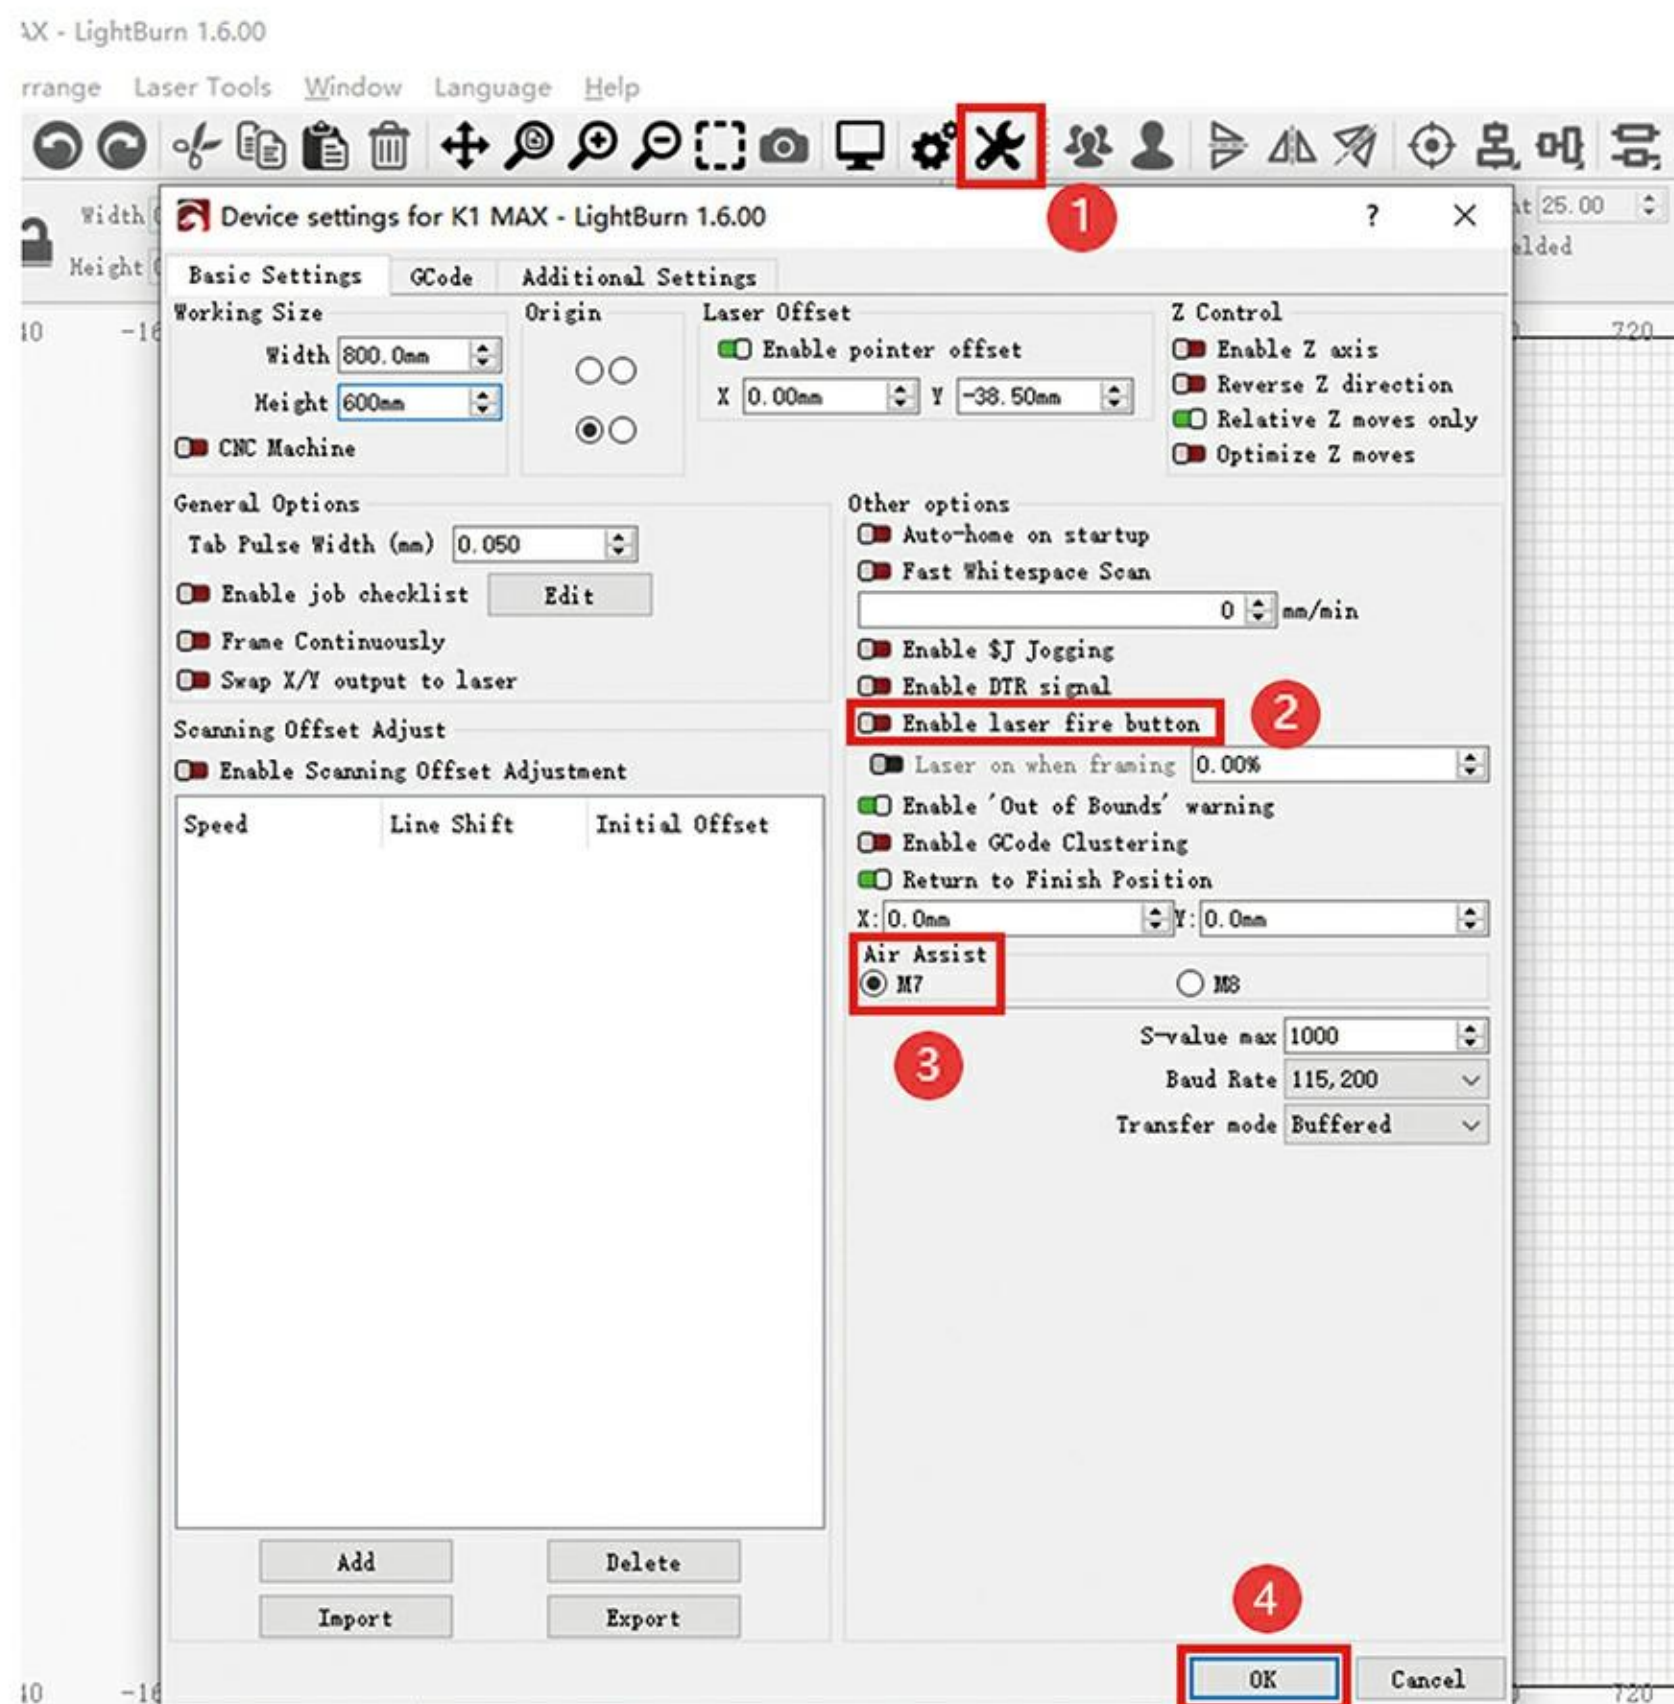 AX - LightBurn 1.6.00
rrange Laser Tools Window Language Help
1
Width
Height
25.00
elded
Device settings for K1 MAX - LightBurn 1.6.00 ?
Basic Settings GCode Additional Settings
Working Size
Width 800.0mm
Height 600mm
CNC Machine
Origin
Laser Offset
Enable pointer offset
X 0.00mm Y -38.50mm
Z Control
Enable Z axis
Reverse Z direction
Relative Z moves only
Optimize Z moves
General Options
Tab Pulse Width (mm) 0.050
Enable job checklist Edit
Frame Continuously
Swap X/Y output to laser
Scanning Offset Adjust
Enable Scanning Offset Adjustment
Speed Line Shift Initial Offset
Add Delete
Import Export
Other options
Auto-home on startup
Fast Whitespace Scan
0 mm/min
Enable $J Jogging
Enable DTR signal
Enable laser fire button 2
Laser on when framing 0.00%
Enable 'Out of Bounds' warning
Enable GCode Clustering
Return to Finish Position
X: 0.0mm Y: 0.0mm
Air Assist
M7 M8
3
S-value max 1000
Baud Rate 115,200
Transfer mode Buffered
4
OK Cancel
-16 720
-16 720